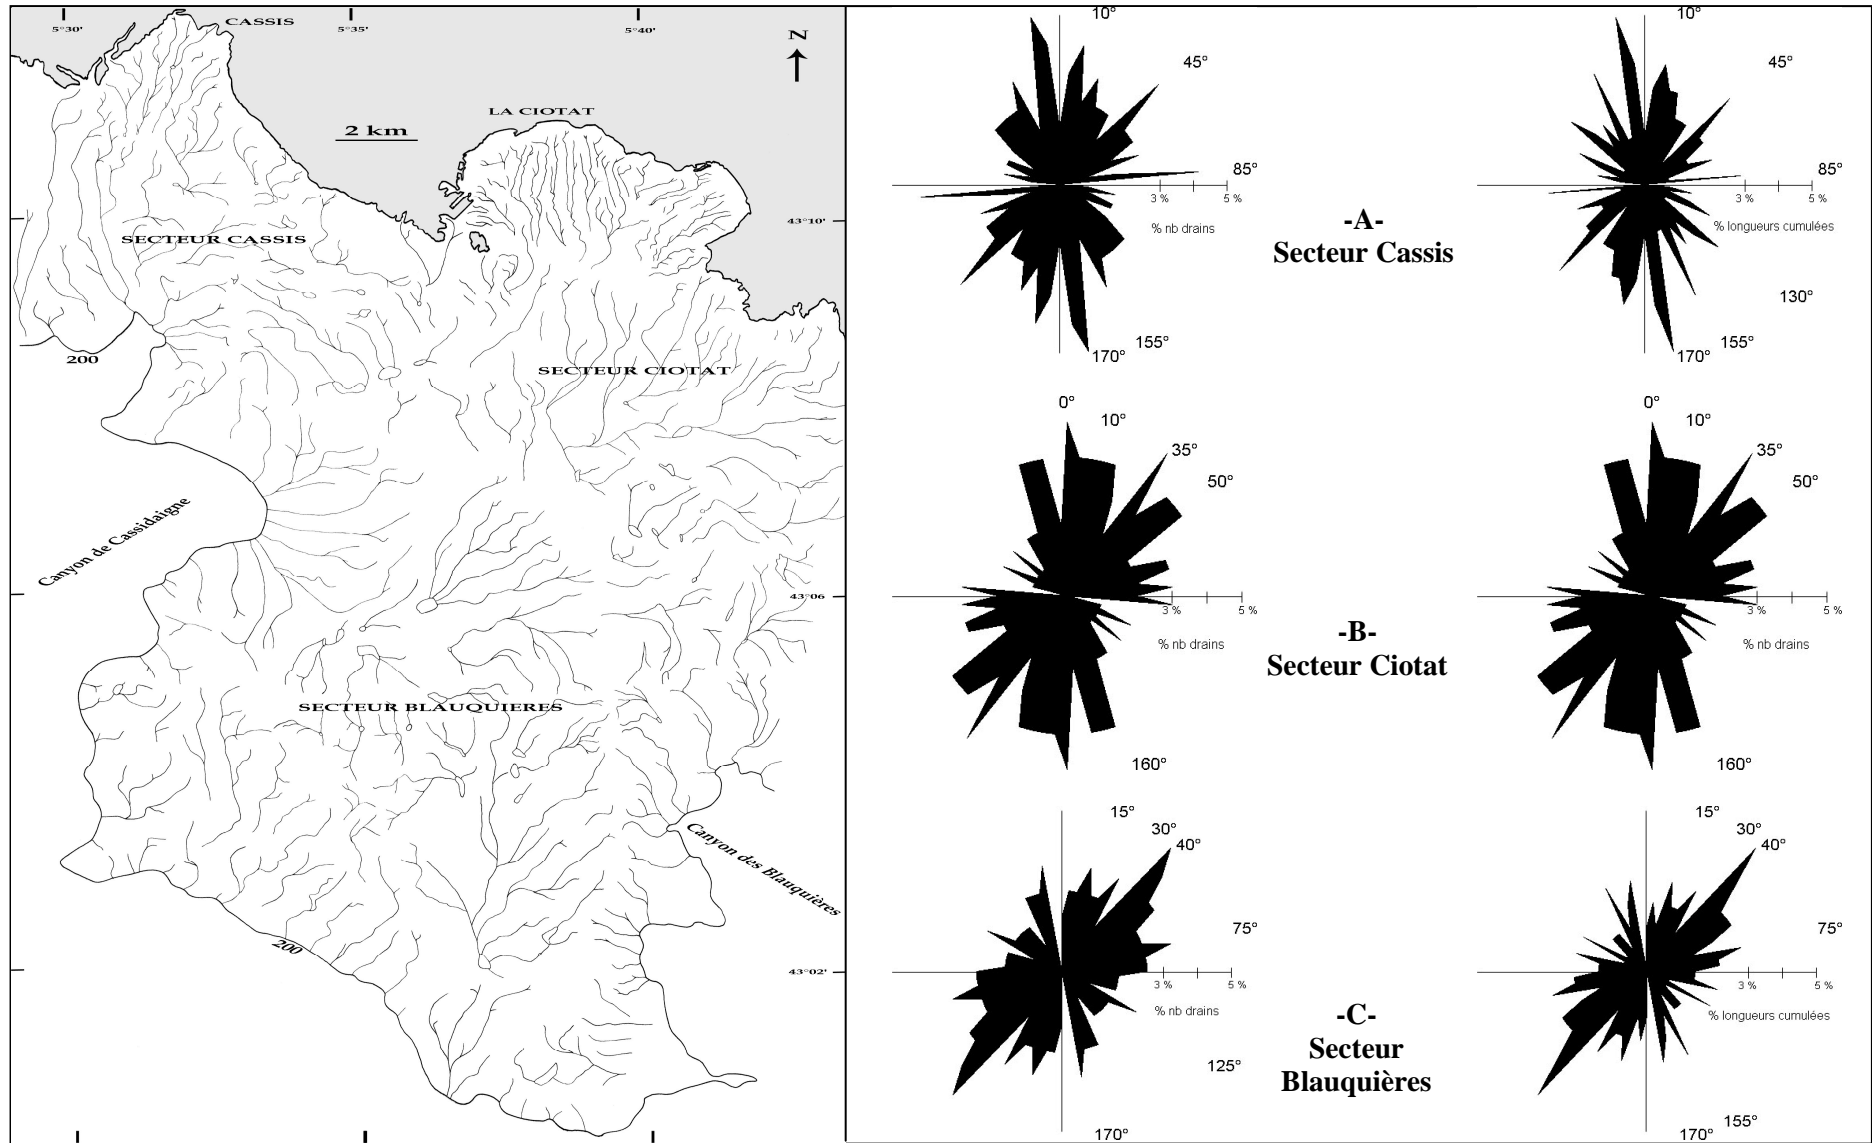 CASSIS
5°30'
5°35'
5°40'
N
LA CIOTAT
2 km
43°10'
SECTEUR CASSIS
200
SECTEUR CIOTAT
Canyon de Cassidaigne
43°06
SECTEUR BLAUQUIERES
Canyon des Blauquières
200
43°02'
10°
45°
85°
3 %
5 %
% nb drains
170°
155°
-A-
Secteur Cassis
10°
45°
85°
3 %
5 %
% longueurs cumulées
130°
170°
155°
0°
10°
35°
50°
3 %
5 %
% nb drains
160°
-B-
Secteur Ciotat
0°
10°
35°
50°
3 %
5 %
% nb drains
160°
15°
30°
40°
75°
3 %
5 %
% nb drains
125°
170°
-C-
Secteur
Blauquières
15°
30°
40°
75°
3 %
5 %
% longueurs cumulées
155°
170°